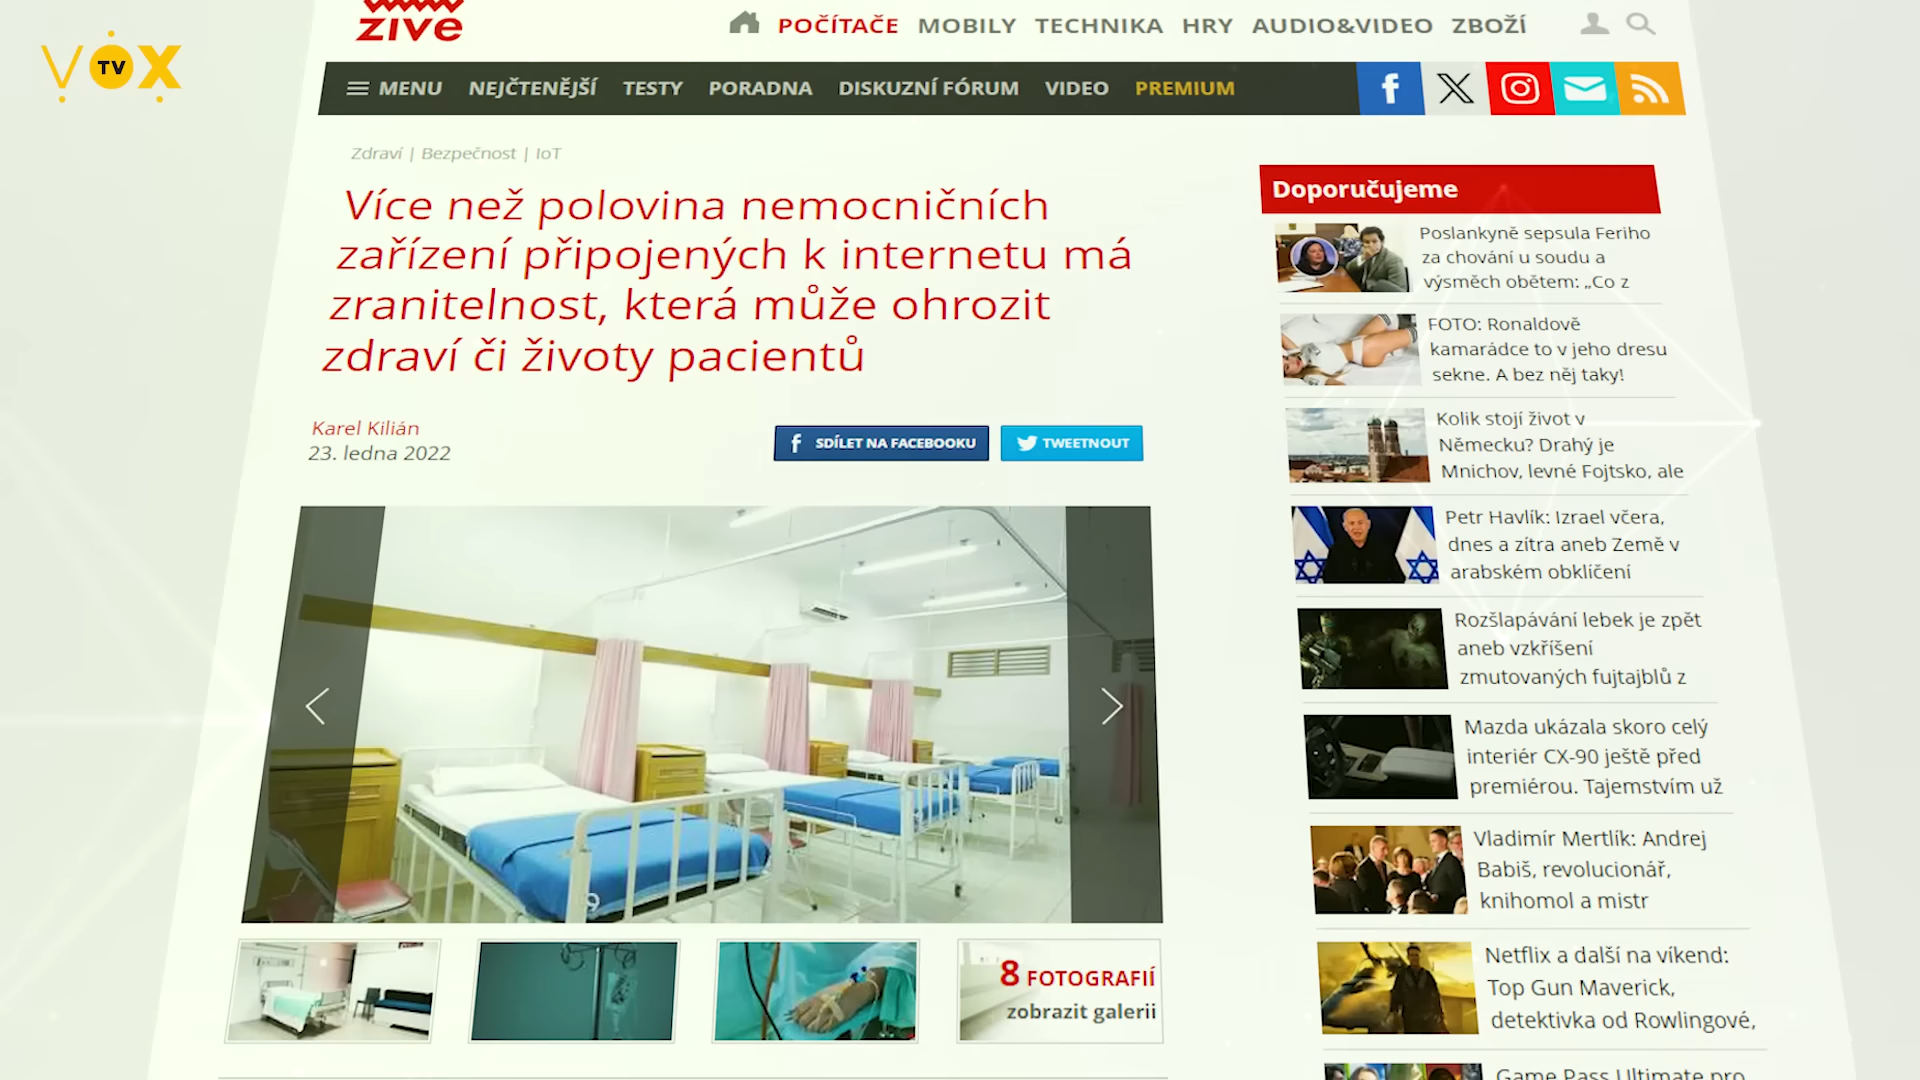 VOX
TV
živě
POČÍTAČE MOBILY TECHNIKA HRY AUDIO&VIDEO ZBOŽÍ
MENU NEJČTENĚJŠÍ TESTY PORADNA DISKUZNÍ FÓRUM VIDEO PREMIUM
Zdraví | Bezpečnost | IoT
Více než polovina nemocničních
zařízení připojených k internetu má
zranitelnost, která může ohrozit
zdraví či životy pacientů
Karel Kilián
23. ledna 2022
SDÍLET NA FACEBOOKU
TWEETNOUT
8 FOTOGRAFIÍ
zobrazit galerii
Doporučujeme
Poslankyně sepsula Feriho
za chování u soudu a
výsměch obětem: „Co z
FOTO: Ronaldově
kamarádce to v jeho dresu
sekne. A bez něj taky!
Kolik stojí život v
Německu? Drahý je
Mnichov, levné Fojtsko, ale
Petr Havlík: Izrael včera,
dnes a zítra aneb Země v
arabském obklíčení
Rozšlapávání lebek je zpět
aneb vzkříšení
zmutovaných fujtajblů z
Mazda ukázala skoro celý
interiér CX-90 ještě před
premiérou. Tajemstvím už
Vladimír Mertlík: Andrej
Babiš, revolucionář,
knihomol a mistr
Netflix a další na víkend:
Top Gun Maverick,
detektivka od Rowlingové,
Game Pass Ultimate pro